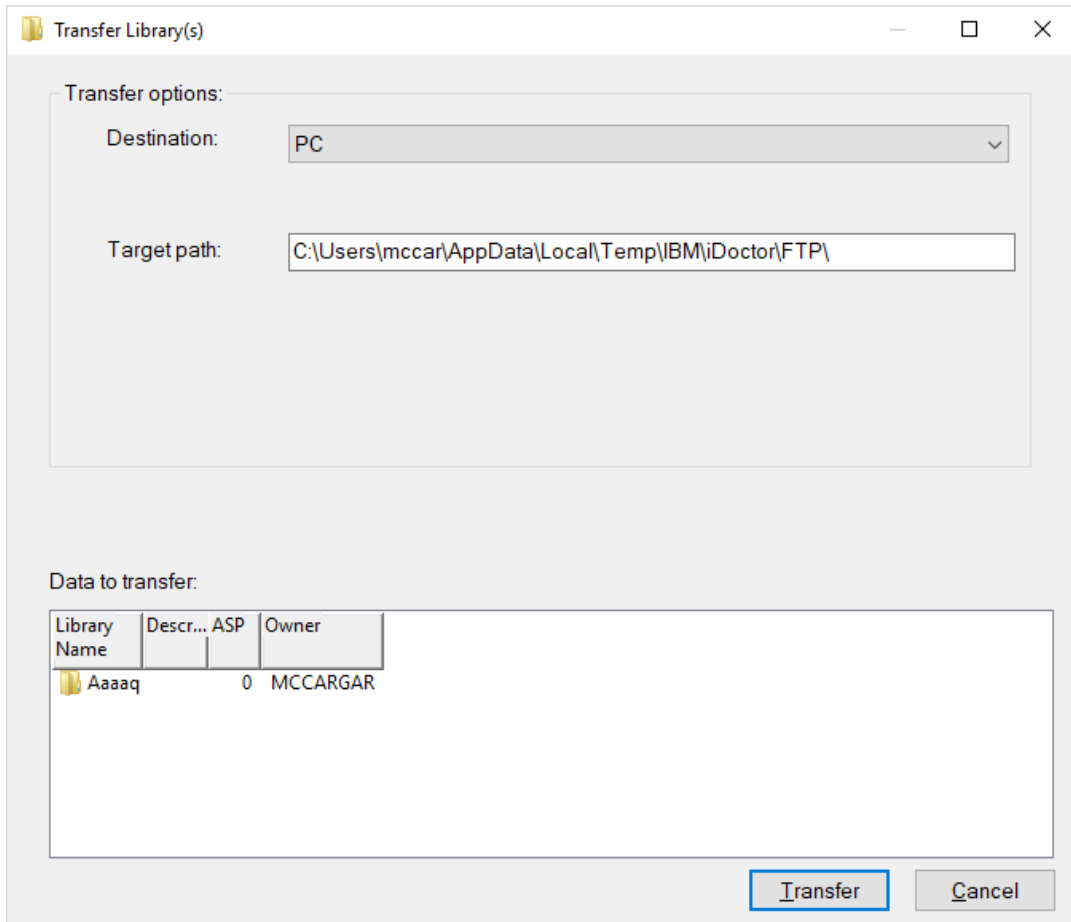 Transfer Library(s)
Transfer options:
Destination:
PC
Target path:
C:\Users\mccar\AppData\Local\Temp\IBM\iDoctor\FTP\
Data to transfer:
Library Name Descr... ASP Owner
Aaaaq 0 MCCARGAR
Transfer Cancel